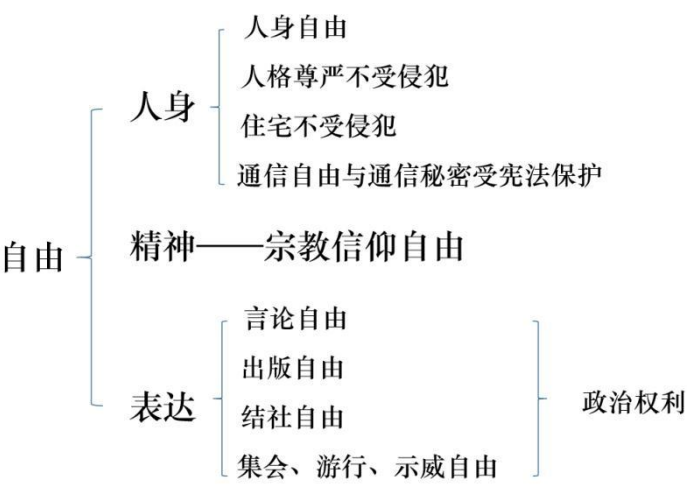 自由
人身
人身自由
人格尊严不受侵犯
住宅不受侵犯
通信自由与通信秘密受宪法保护
精神——宗教信仰自由
表达
言论自由
出版自由
结社自由
集会、游行、示威自由
政治权利